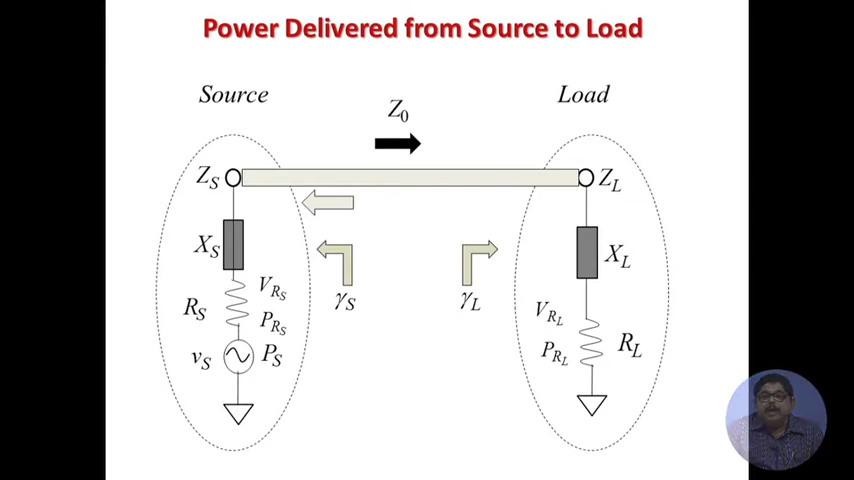 Power Delivered from Source to Load
Source
Load
Z0
ZS
ZL
XS
XL
VRS
RS
PRS
vS
PS
γS
γL
VRL
PRL
RL